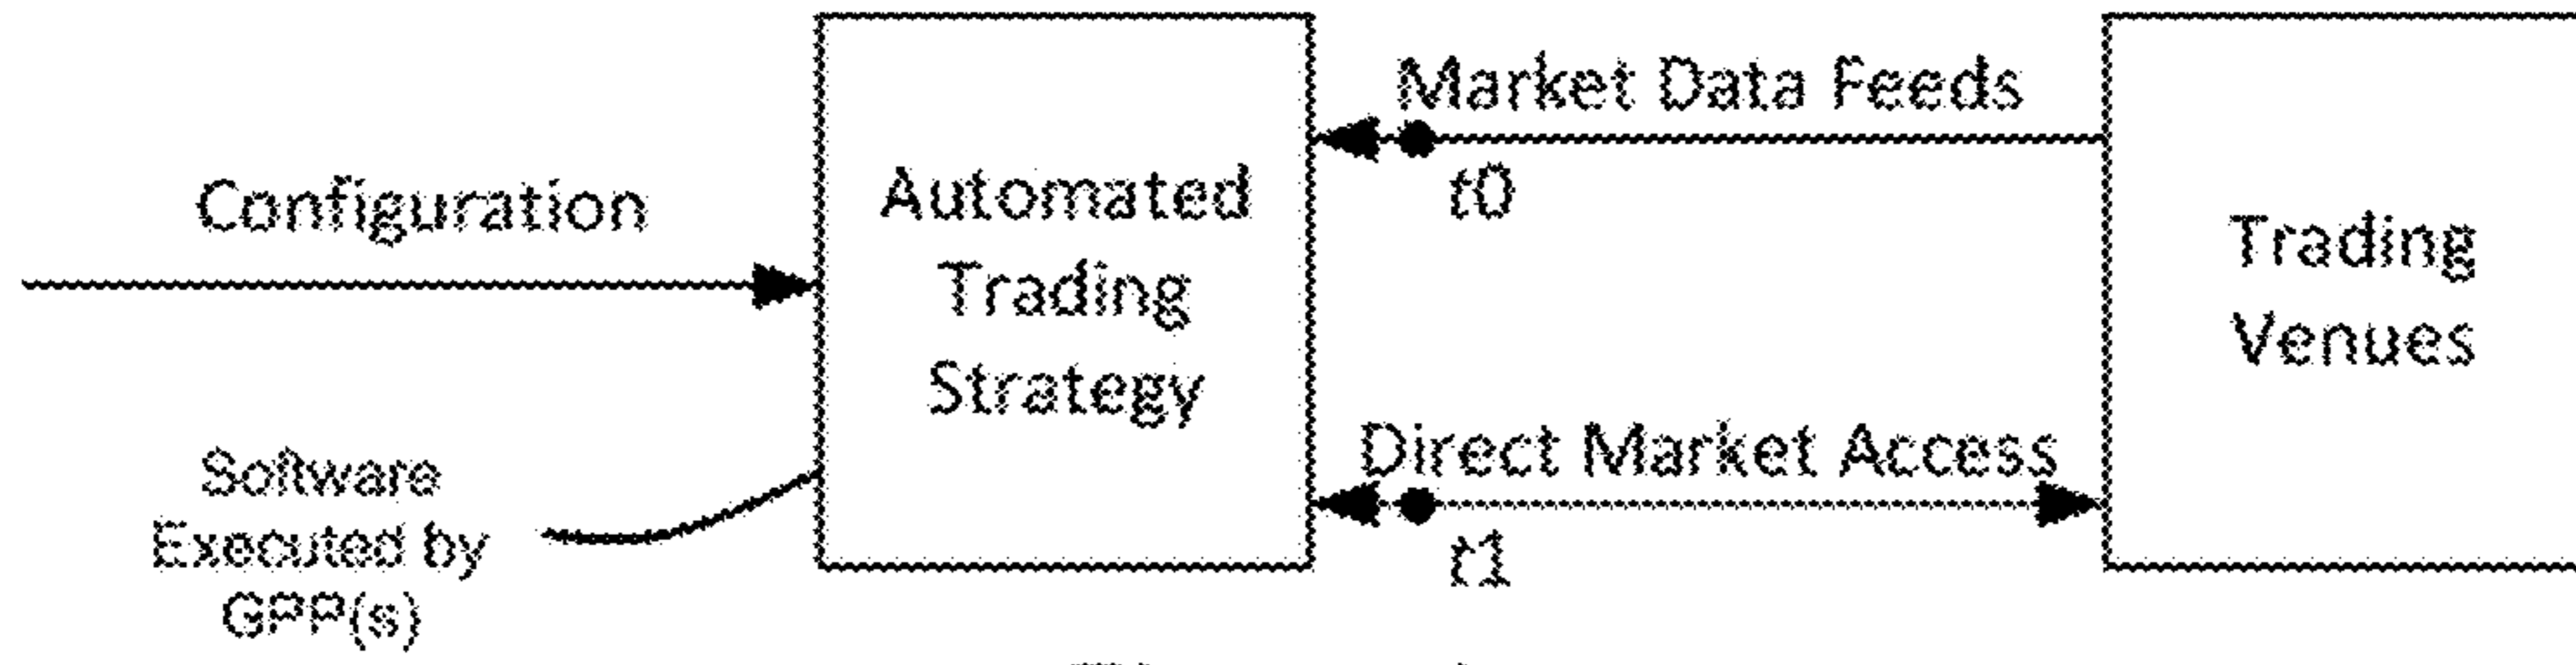 Configuration
Software
Executed by
GPP(s)
Automated
Trading
Strategy
Market Data Feeds
t0
Direct Market Access
t1
Trading
Venues